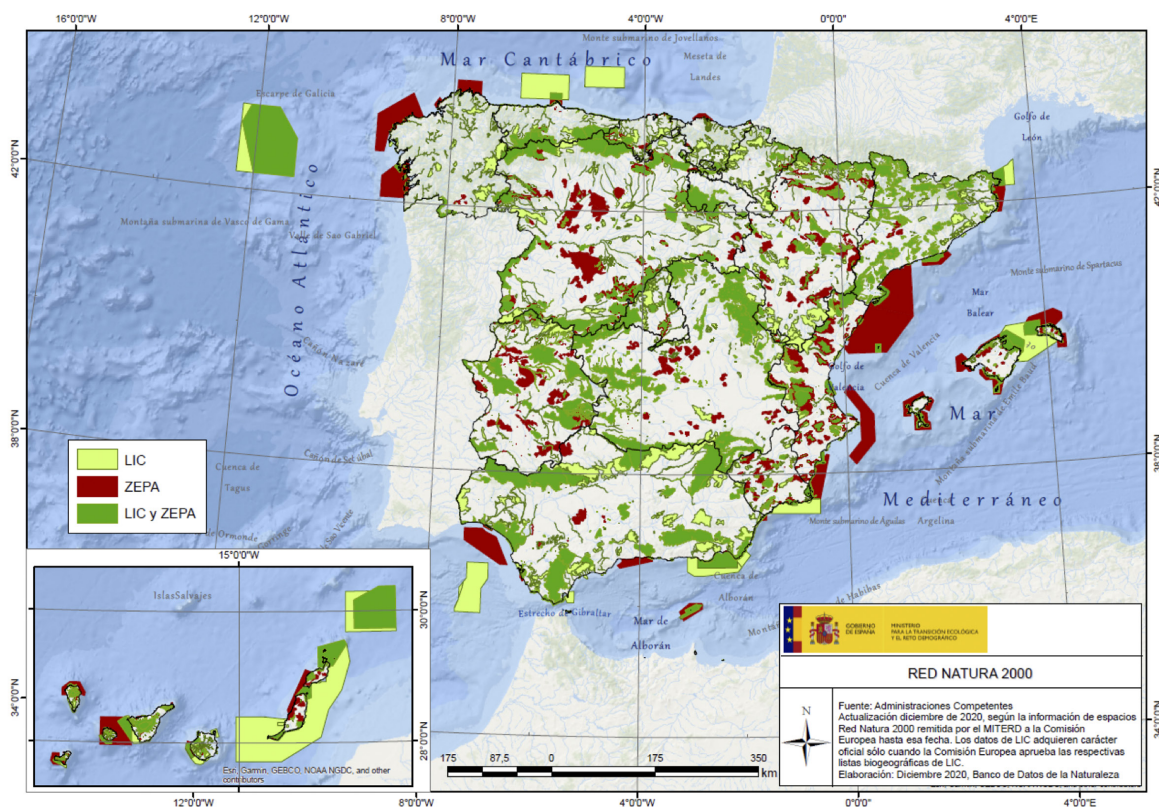 16°0'0"W
12°0'0"W
8°0'0"W
4°0'0"W
0°0'0"
4°0'0"E
Monte submarino de Jovellanos
Mar Cantábrico
Meseta de
Landes
Escarpe de Galicia
Golfo de
León
42°0'0"N
42°0'0"N
Océano Atlántico
Montaña submarina de Vasco de Gama
Valle de Sao Gabriel
Monte submarino de Spartacus
Mar
Balear
Cuenca de Valencia
Golfo de
Valencia
Mar
Mediterráneo
38°0'0"N
38°0'0"N
LIC
ZEPA
LIC y ZEPA
Cuenca de
Tagus
Argelina
Monte submarino de Aguilas
15°0'0"W
IslasSalvajes
30°0'0"N
Estrecho de Gibraltar
Cuenca de
Alborán
Mar de
Alborán
34°0'0"N
34°0'0"N
28°0'0"N
Esri, Garmin, GEBCO, NOAA NGDC, and other
contributors
175
87,5
0
175
350
km
GOBIERNO
DE ESPAÑA
MINISTERIO
PARA LA TRANSICIÓN ECOLÓGICA
Y EL RETO DEMOGRÁFICO
RED NATURA 2000
N
Fuente: Administraciones Competentes
Actualización diciembre de 2020, según la información de espacios
Red Natura 2000 remitida por el MITERD a la Comisión
Europea hasta esa fecha. Los datos de LIC adquieren carácter
oficial sólo cuando la Comisión Europea aprueba las respectivas
listas biogeográficas de LIC.
Elaboración: Diciembre 2020, Banco de Datos de la Naturaleza
12°0'0"W
8°0'0"W
4°0'0"W
0°0'0"